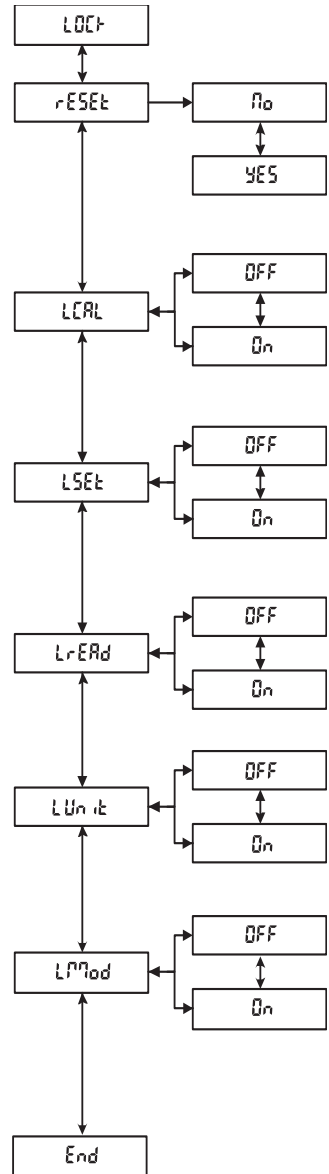 LOCk
rESEt
No
YES
LCAL
OFF
On
LSEt
OFF
On
LrEAd
OFF
On
LUnit
OFF
On
LMod
OFF
On
End